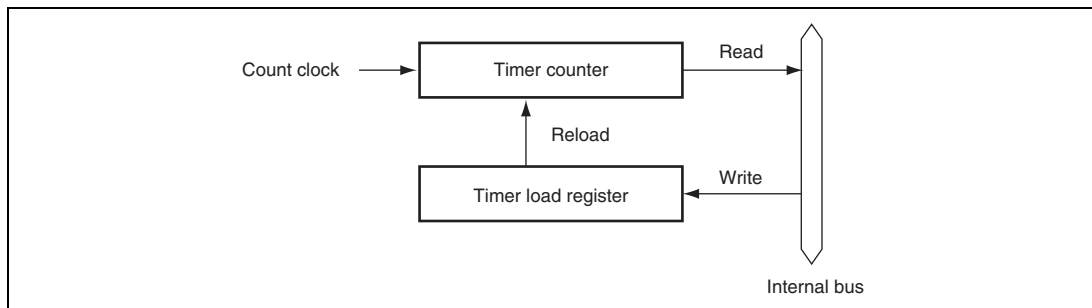 Read
Count clock
Timer counter
Reload
Write
Timer load register
Internal bus